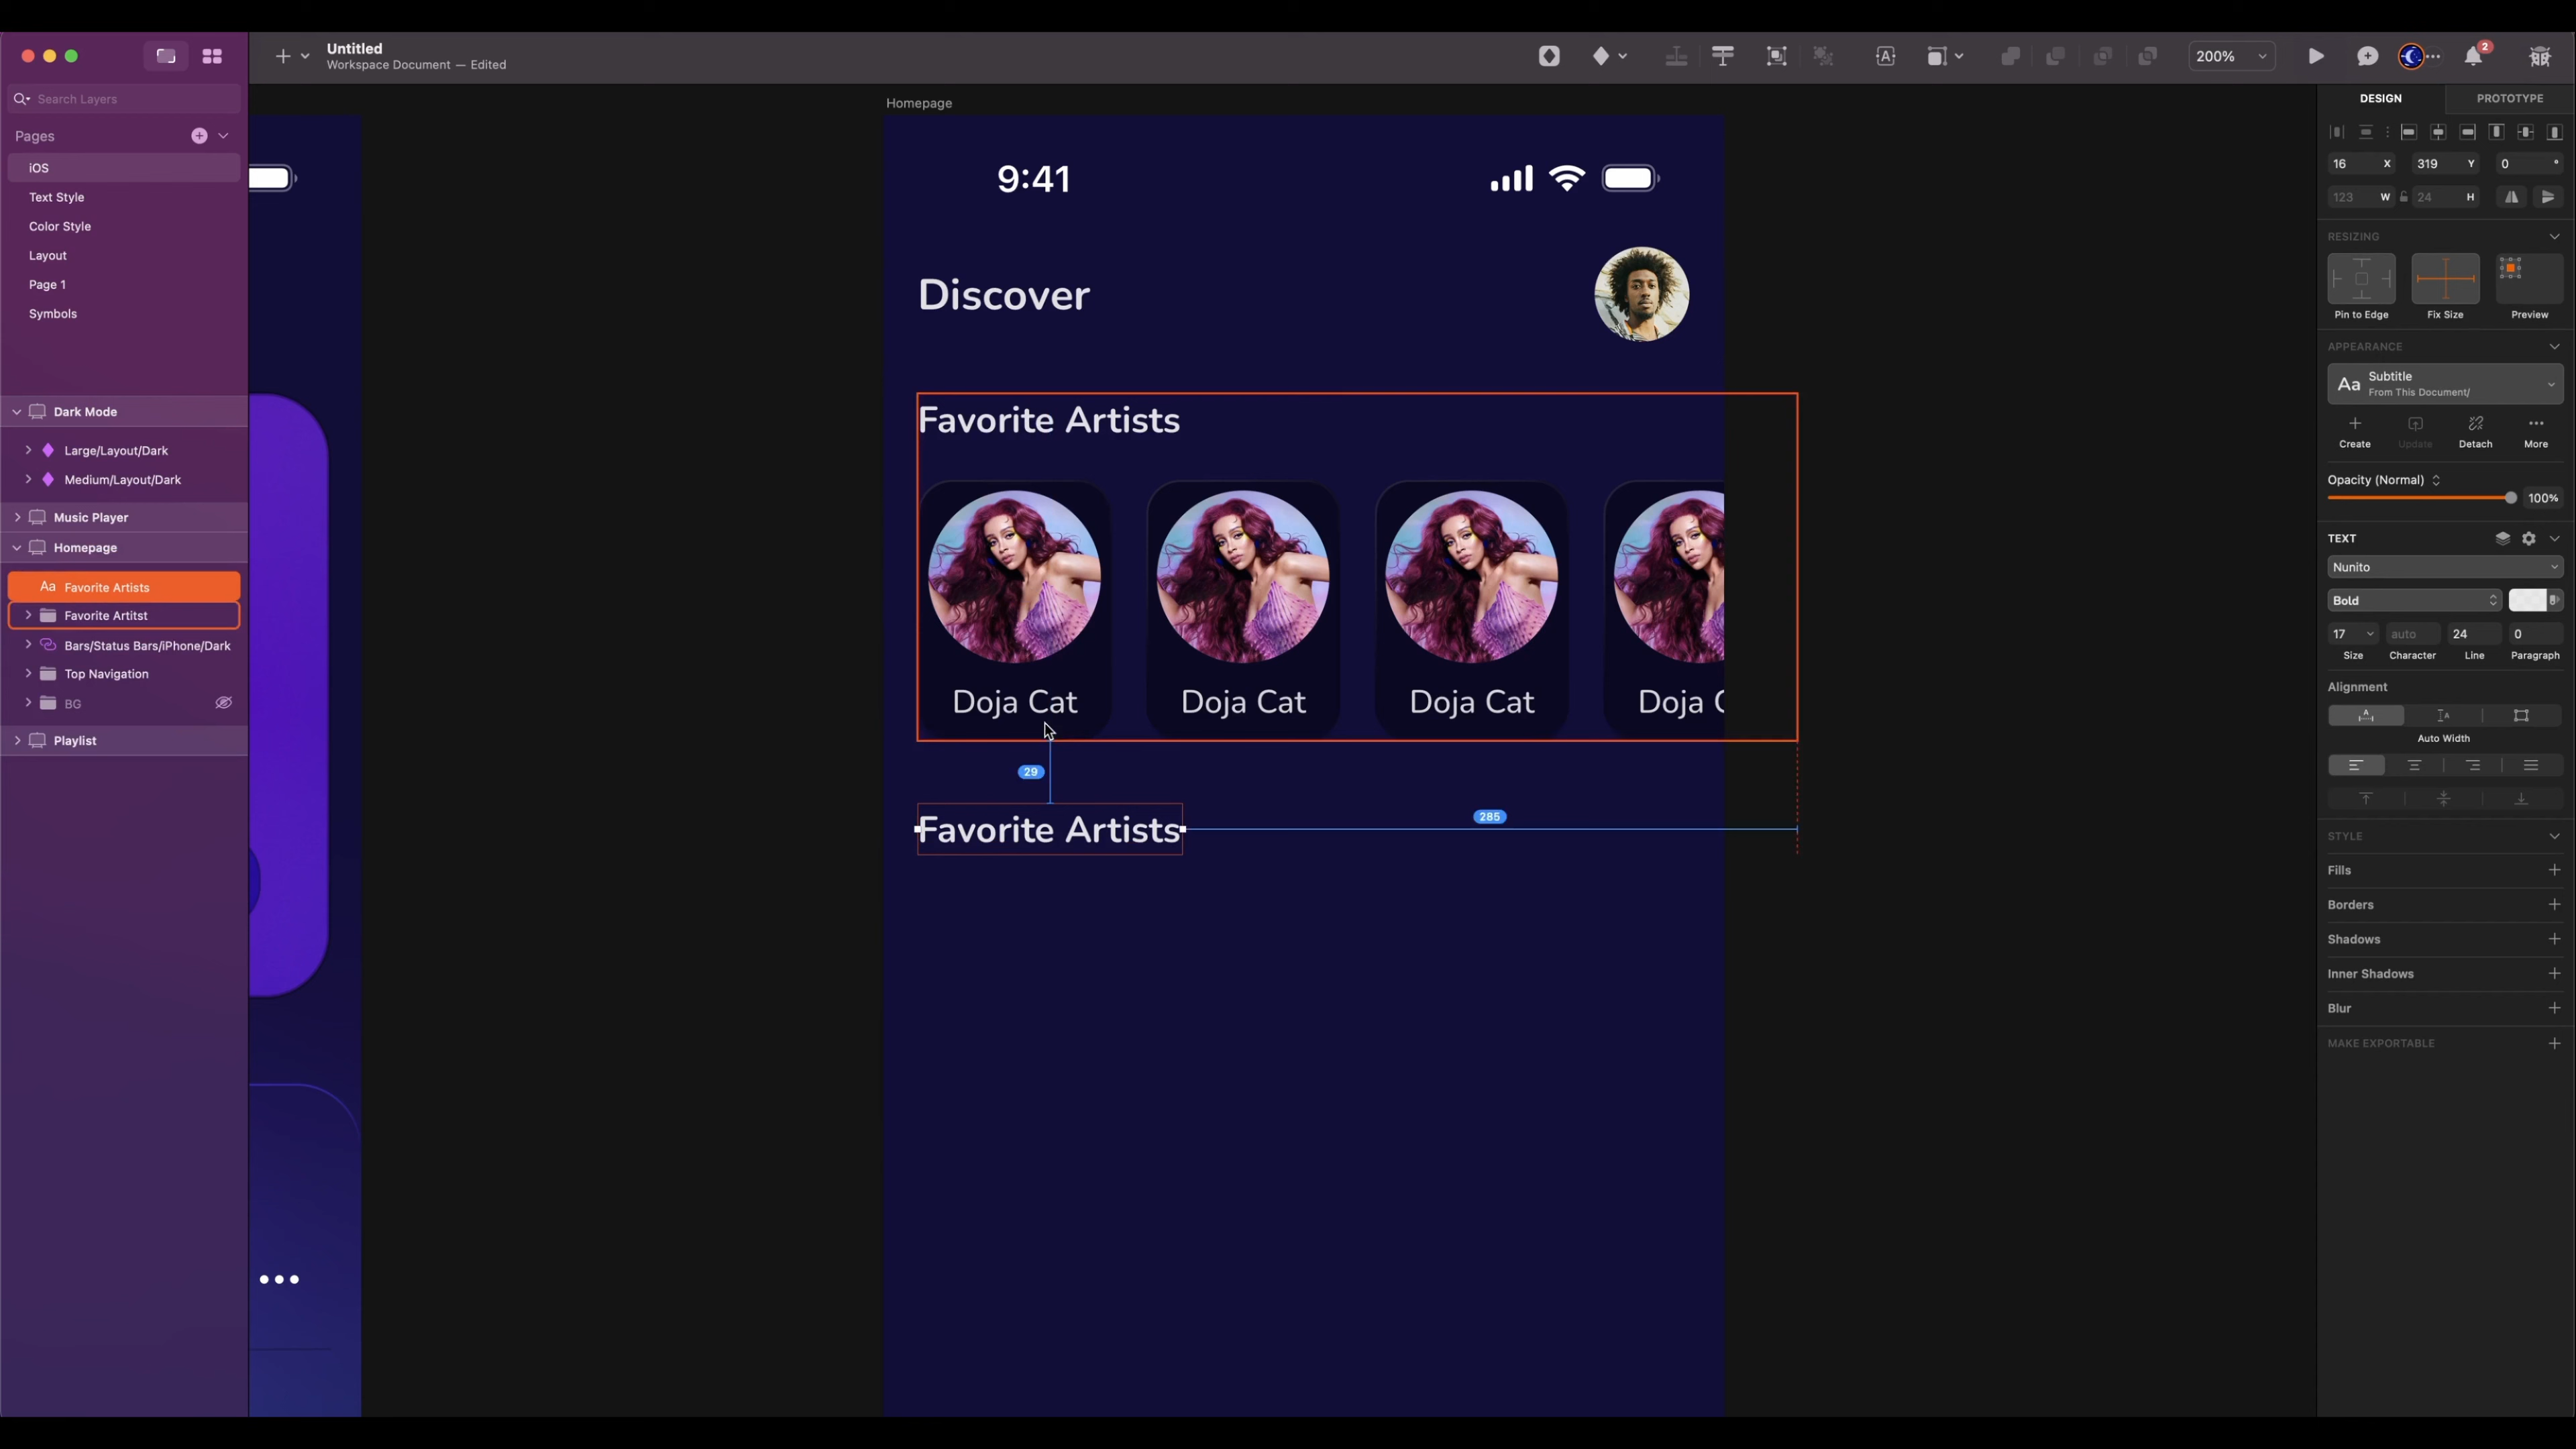 Untitled
Workspace Document — Edited
200%
2
Search Layers
Pages
iOS
Text Style
Color Style
Layout
Page 1
Symbols
Dark Mode
Large/Layout/Dark
Medium/Layout/Dark
Music Player
Homepage
Aa Favorite Artists
Favorite Artitst
Bars/Status Bars/iPhone/Dark
Top Navigation
BG
Playlist
Homepage
9:41
Discover
Favorite Artists
Doja Cat Doja Cat Doja Cat Doja C
29
285
Favorite Artists
DESIGN PROTOTYPE
16 X 319 Y 0 °
123 W 24 H
RESIZING
Pin to Edge Fix Size Preview
APPEARANCE
Aa Subtitle
From This Document/
Create Update Detach More
Opacity (Normal)
100%
TEXT
Nunito
Bold
17 auto 24 0
Size Character Line Paragraph
Alignment
Auto Width
STYLE
Fills
Borders
Shadows
Inner Shadows
Blur
MAKE EXPORTABLE